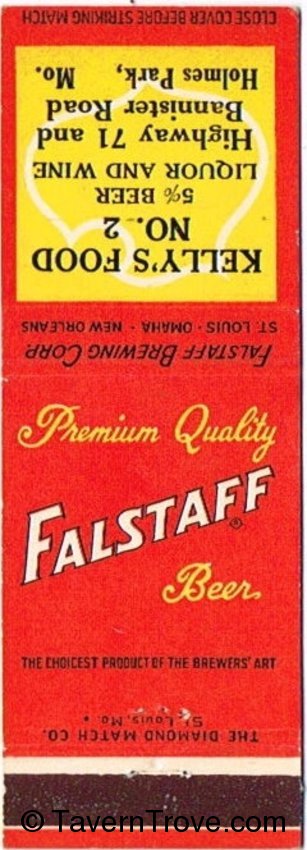 CLOSE COVER BEFORE STRIKING MATCH
KELLY'S FOOD
NO. 2
5% BEER
LIQUOR AND WINE
Highway 71 and
Bannister Road
Holmes Park, Mo.
FALSTAFF BREWING CORP.
ST. LOUIS · OMAHA · NEW ORLEANS
Premium Quality
FALSTAFF ®
Beer
THE CHOICEST PRODUCT OF THE BREWERS' ART
THE DIAMOND MATCH CO.
St. Louis, Mo.
© TavernTrove.com